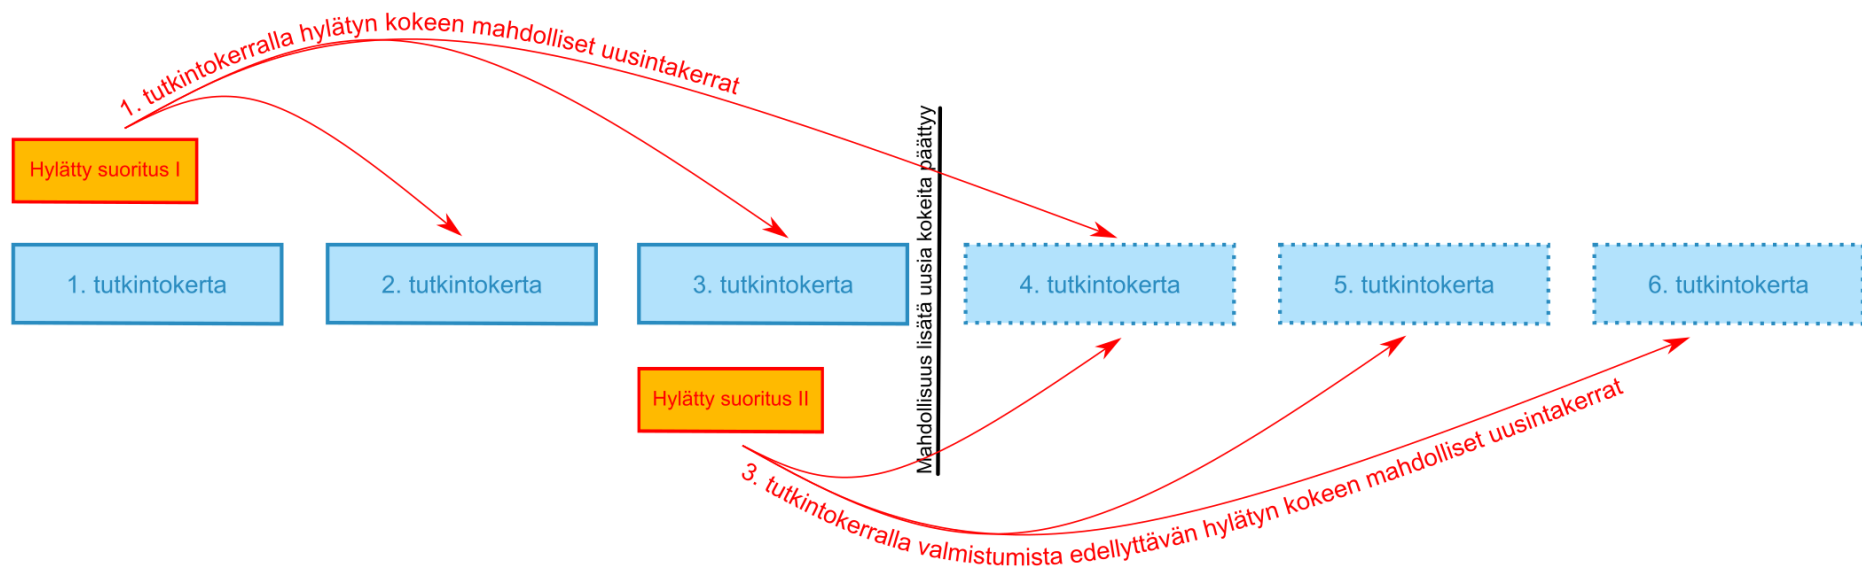 1. tutkintokerralla hylätyn kokeen mahdolliset uusintakerrat
Hylätty suoritus I
Mahdollisuus lisätä uusia kokeita päättyy
1. tutkintokerta
2. tutkintokerta
3. tutkintokerta
4. tutkintokerta
5. tutkintokerta
6. tutkintokerta
Hylätty suoritus II
3. tutkintokerralla valmistumista edellyttävän hylätyn kokeen mahdolliset uusintakerrat